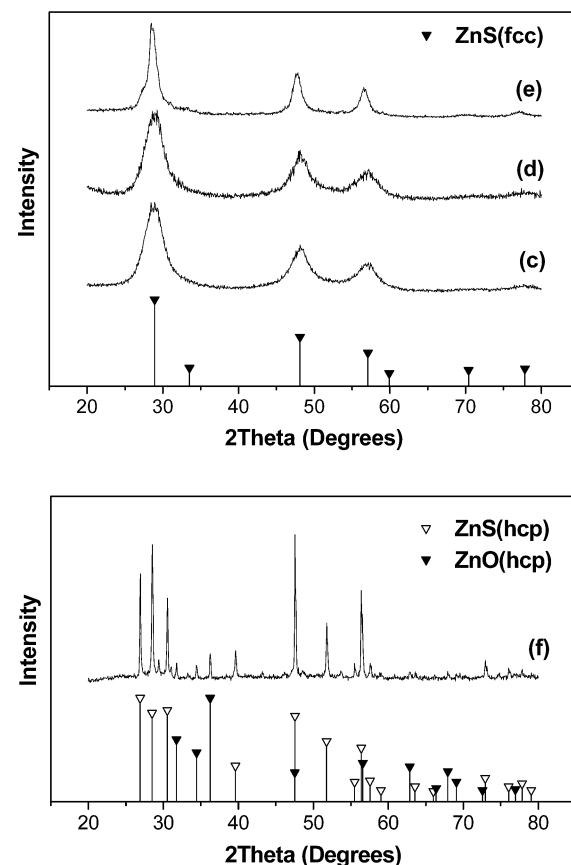 ZnS(fcc)
(e)
(d)
(c)
Intensity
20 30 40 50 60 70 80
2Theta (Degrees)
ZnS(hcp)
ZnO(hcp)
(f)
Intensity
20 30 40 50 60 70 80
2Theta (Degrees)